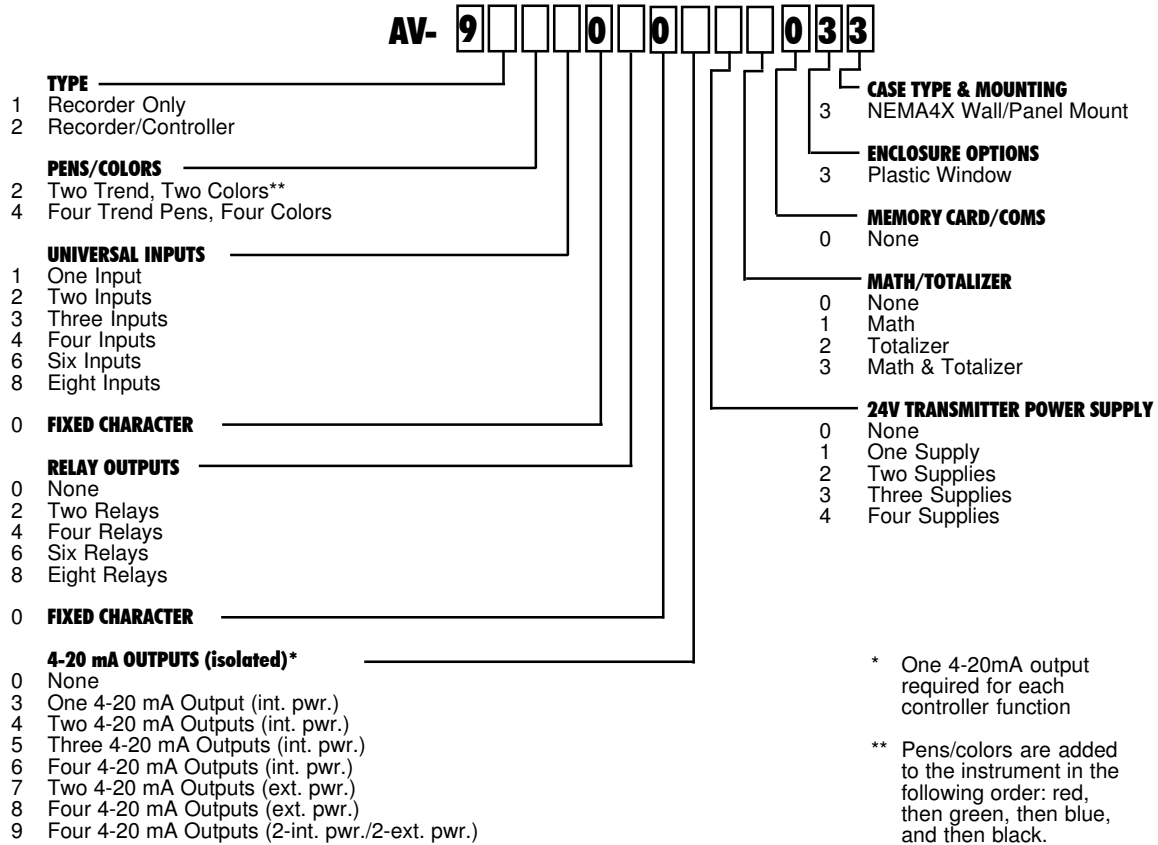 AV- 9 0 0 0 3 3
TYPE
1 Recorder Only
2 Recorder/Controller
PENS/COLORS
2 Two Trend, Two Colors**
4 Four Trend Pens, Four Colors
UNIVERSAL INPUTS
1 One Input
2 Two Inputs
3 Three Inputs
4 Four Inputs
6 Six Inputs
8 Eight Inputs
0 FIXED CHARACTER
RELAY OUTPUTS
0 None
2 Two Relays
4 Four Relays
6 Six Relays
8 Eight Relays
0 FIXED CHARACTER
4-20 mA OUTPUTS (isolated)*
0 None
3 One 4-20 mA Output (int. pwr.)
4 Two 4-20 mA Outputs (int. pwr.)
5 Three 4-20 mA Outputs (int. pwr.)
6 Four 4-20 mA Outputs (int. pwr.)
7 Two 4-20 mA Outputs (ext. pwr.)
8 Four 4-20 mA Outputs (ext. pwr.)
9 Four 4-20 mA Outputs (2-int. pwr./2-ext. pwr.)
CASE TYPE & MOUNTING
3 NEMA4X Wall/Panel Mount
ENCLOSURE OPTIONS
3 Plastic Window
MEMORY CARD/COMS
0 None
MATH/TOTALIZER
0 None
1 Math
2 Totalizer
3 Math & Totalizer
24V TRANSMITTER POWER SUPPLY
0 None
1 One Supply
2 Two Supplies
3 Three Supplies
4 Four Supplies
* One 4-20mA output
required for each
controller function
** Pens/colors are added
to the instrument in the
following order: red,
then green, then blue,
and then black.